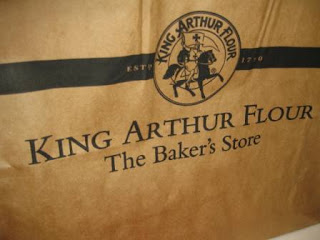 KING ARTHUR FLOUR
ESTD 1790
KING ARTHUR FLOUR
The Baker's Store